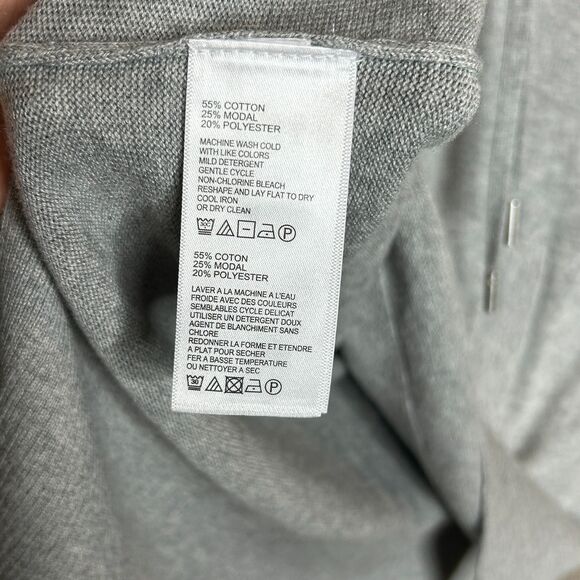 55% COTTON
25% MODAL
20% POLYESTER
MACHINE WASH COLD
WITH LIKE COLORS
MILD DETERGENT
GENTLE CYCLE
NON-CHLORINE BLEACH
RESHAPE AND LAY FLAT TO DRY
COOL IRON
OR DRY CLEAN
P
55% COTON
25% MODAL
20% POLYESTER
LAVER A LA MACHINE A L'EAU
FROIDE AVEC DES COULEURS
SEMBLABLES CYCLE DELICAT
UTILISER UN DETERGENT DOUX
AGENT DE BLANCHIMENT SANS
CHLORE
REDONNER LA FORME ET ETENDRE
A PLAT POUR SECHER
FER A BASSE TEMPERATURE
OU NETTOYER A SEC
30 P